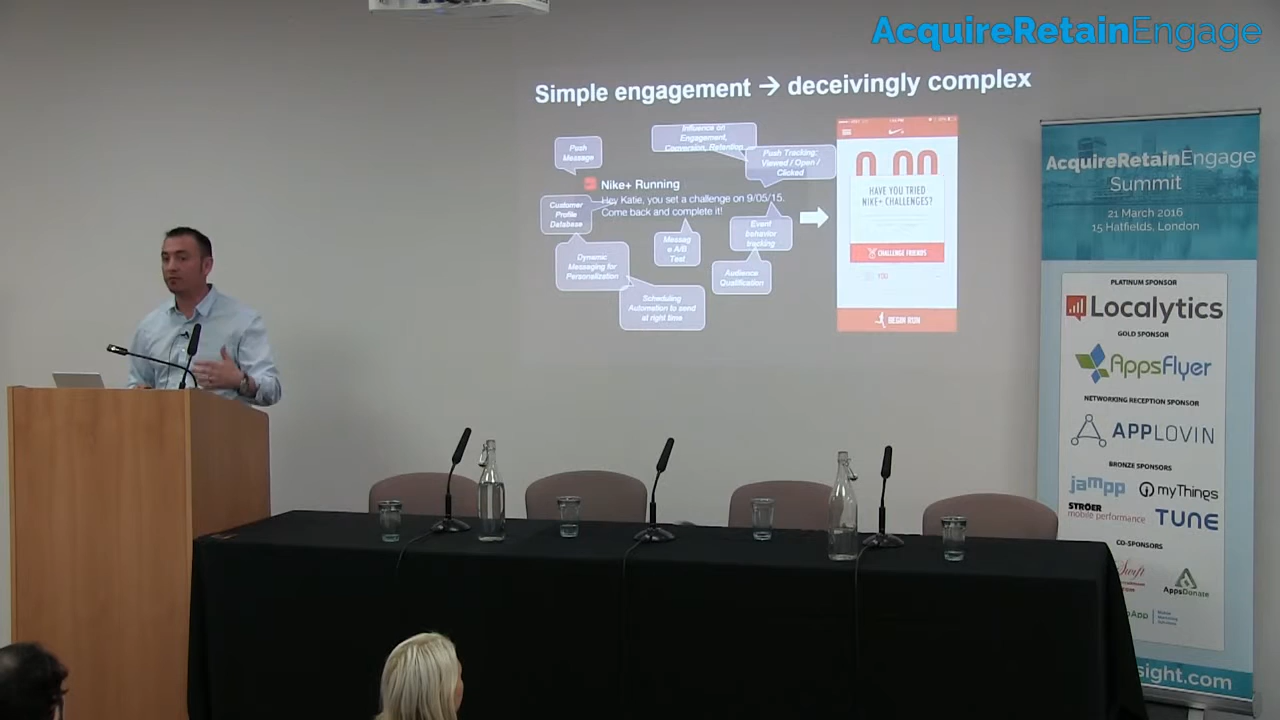 AcquireRetainEngage
Simple engagement → deceivingly complex
Push
Message
Influence on
Engagement,
Conversion, Retention
Push Tracking:
Viewed / Open /
Clicked
Nike+ Running
Hey Katie, you set a challenge on 9/05/15.
Come back and complete it!
Customer
Profile
Database
Messag
e A/B
Test
Event
behavior
tracking
Dynamic
Messaging for
Personalization
Audience
Qualification
Scheduling
Automation to send
at right time
HAVE YOU TRIED
NIKE+ CHALLENGES?
CHALLENGE FRIENDS
YOU
BEGIN RUN
AcquireRetainEngage
Summit
21 March 2016
15 Hatfields, London
PLATINUM SPONSOR
Localytics
GOLD SPONSOR
AppsFlyer
NETWORKING RECEPTION SPONSOR
APPLOVIN
BRONZE SPONSORS
jampp
myThings
STRÖER
mobile performance
TUNE
CO-SPONSORS
Swift
AppsDonate
sight.com